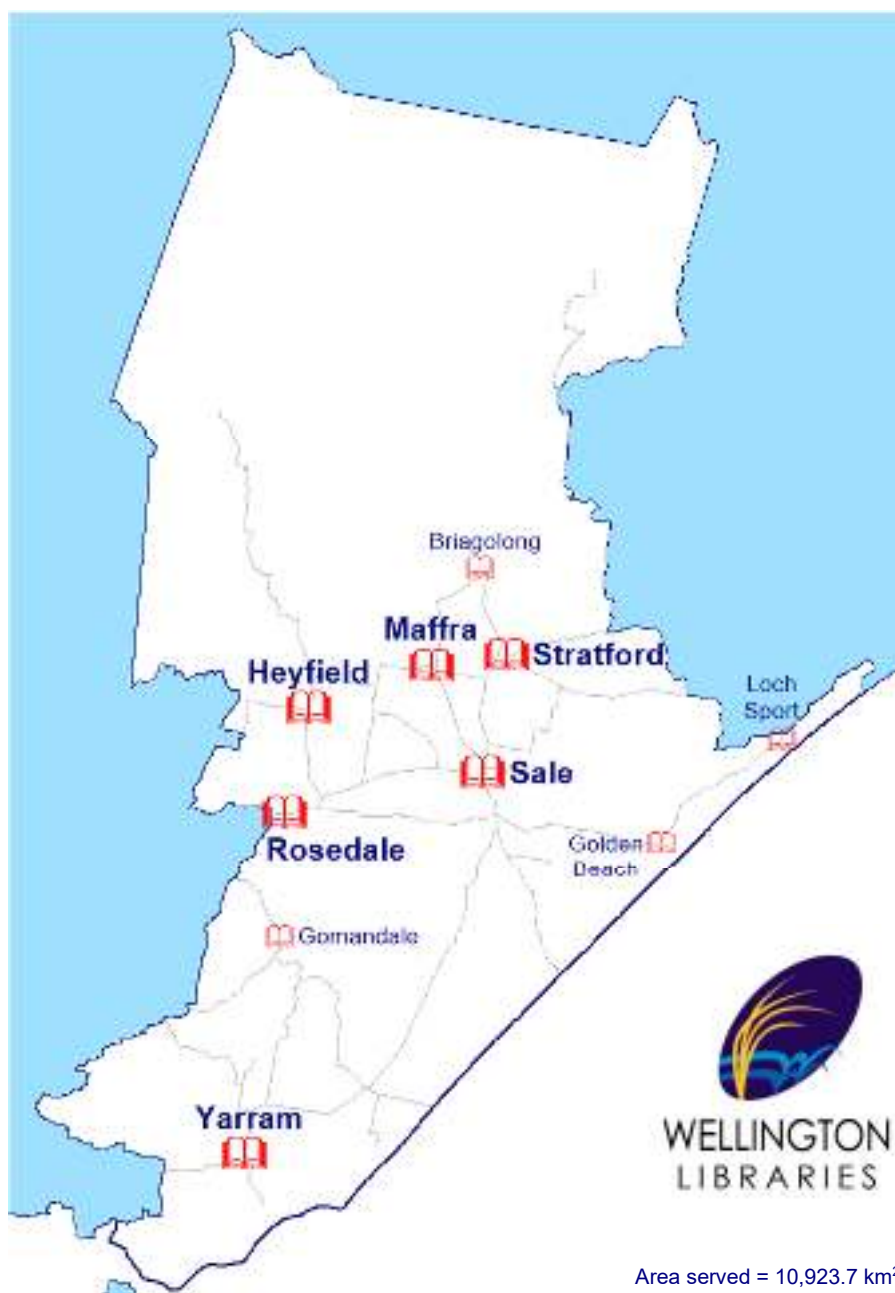 Briagolong
Maffra
Stratford
Heyfield
Loch
Sport
Sale
Golden
Beach
Rosedale
Gormandale
Yarram
WELLINGTON
LIBRARIES
Area served = 10,923.7 km²